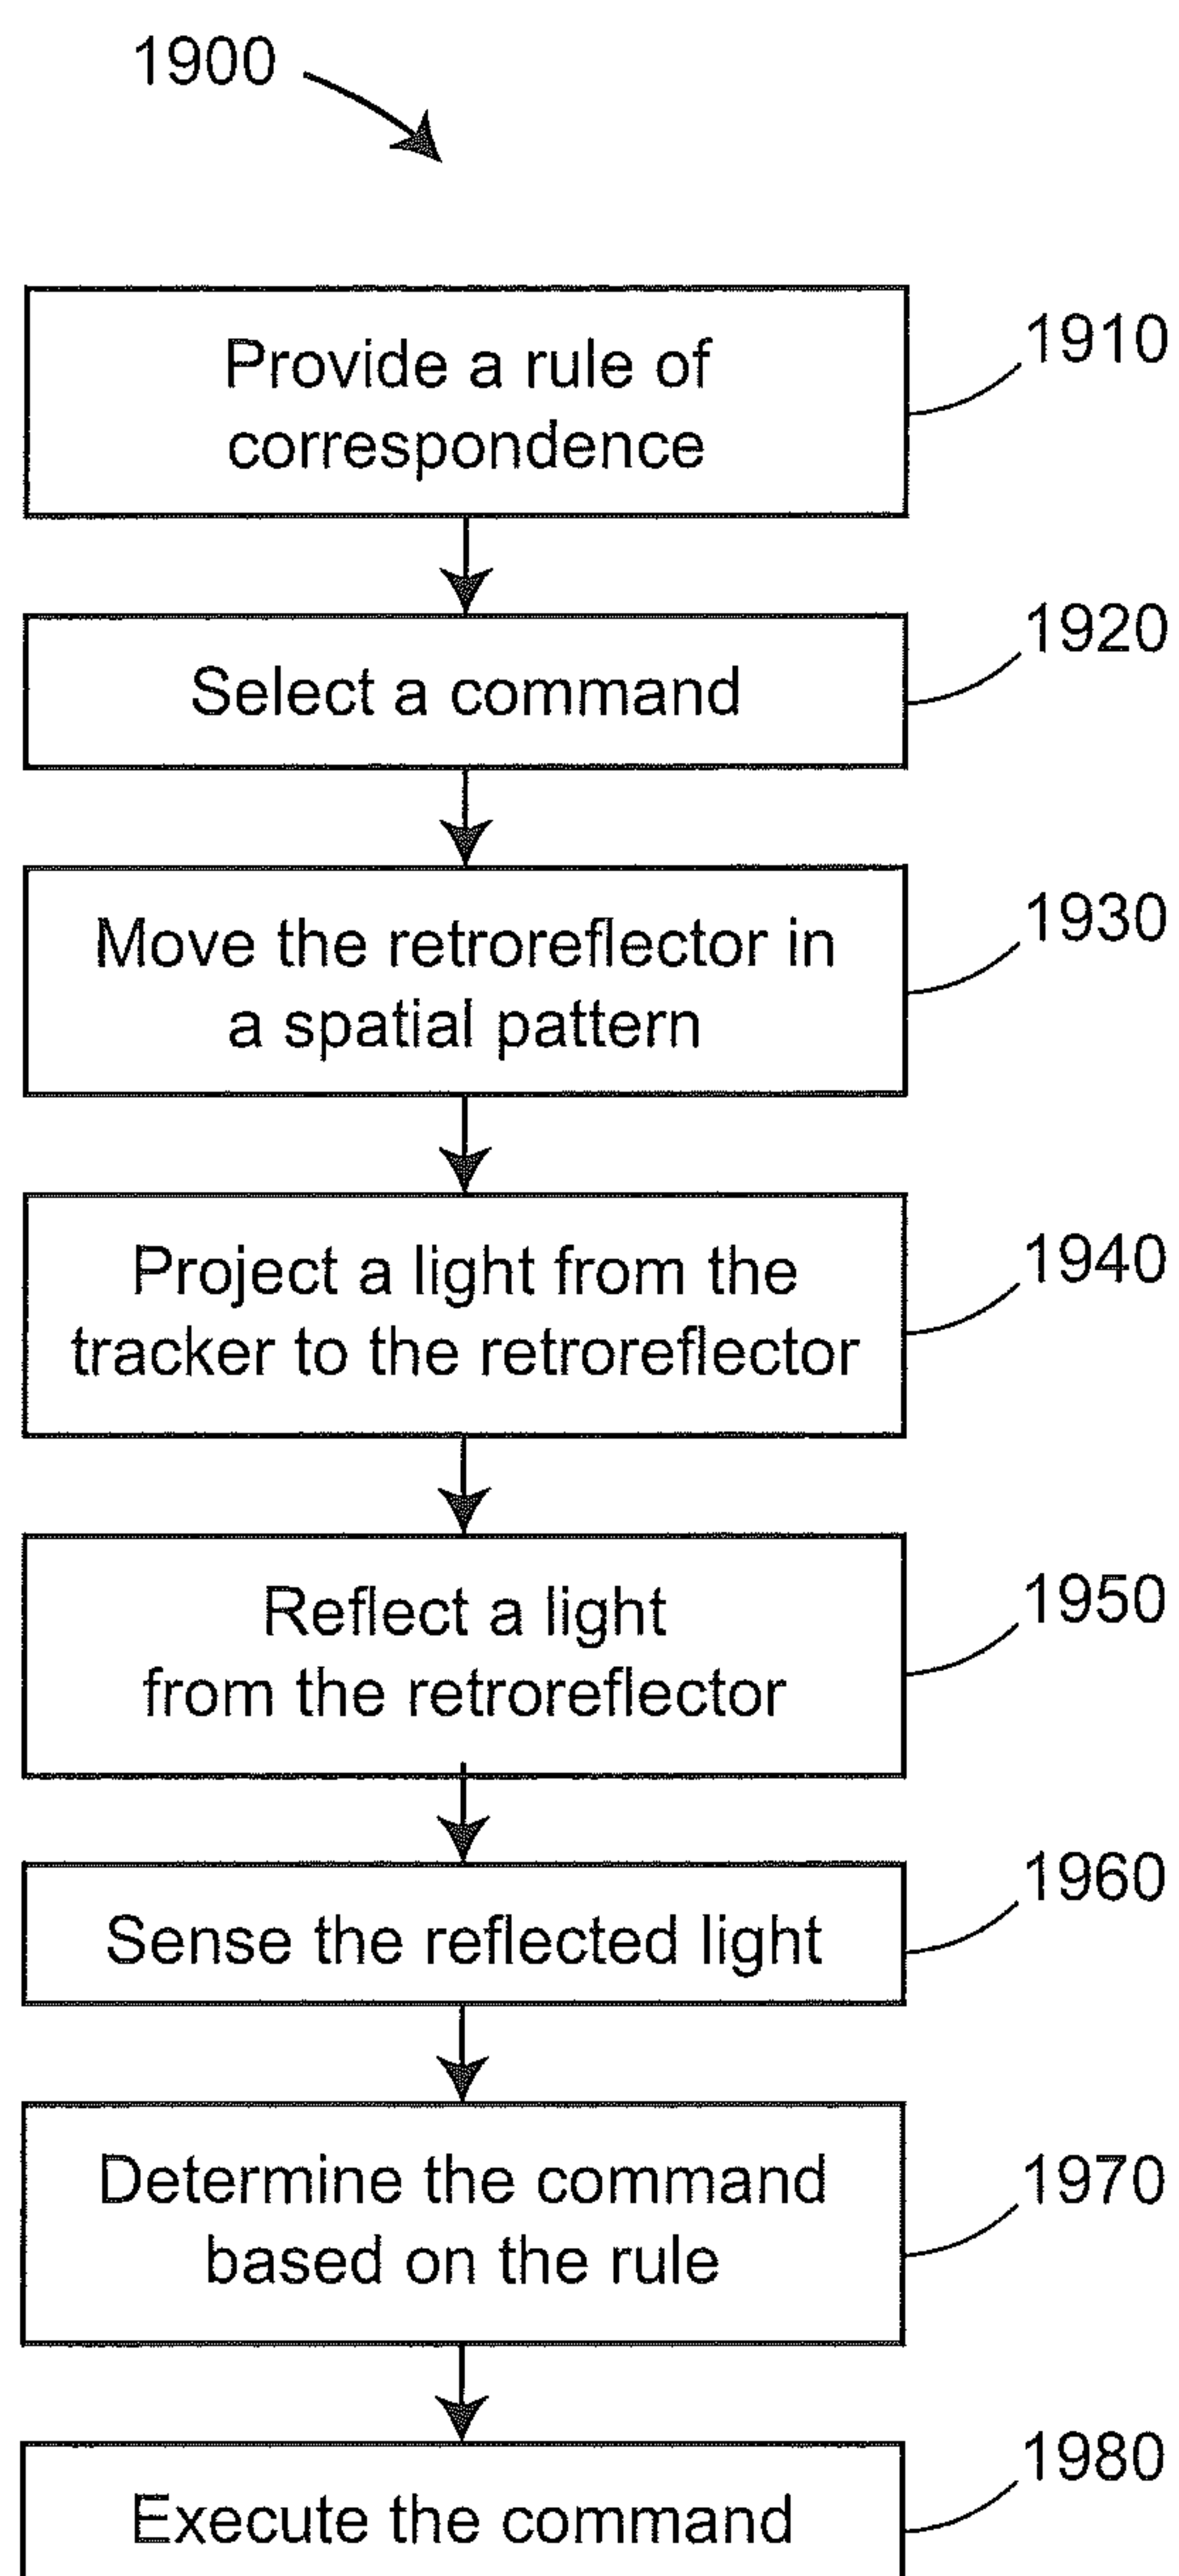 1900
Provide a rule of
correspondence
1910
Select a command
1920
Move the retroreflector in
a spatial pattern
1930
Project a light from the
tracker to the retroreflector
1940
Reflect a light
from the retroreflector
1950
Sense the reflected light
1960
Determine the command
based on the rule
1970
Execute the command
1980